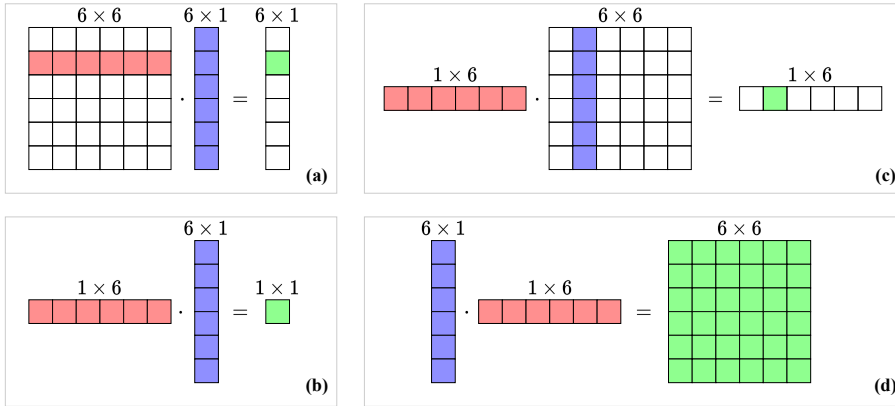 6 × 6 6 × 1 6 × 1
· =
(a)
6 × 6
1 × 6 1 × 6
· =
(c)
6 × 1
1 × 6 1 × 1
· =
(b)
6 × 1 6 × 6
1 × 6
· =
(d)